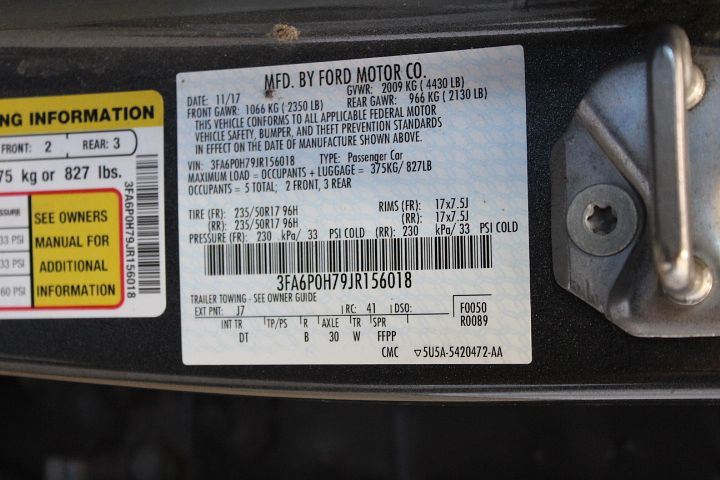 NG INFORMATION
FRONT: 2 REAR: 3
75 kg or 827 lbs.
33 PSI
33 PSI
60 PSI
SEE OWNERS
MANUAL FOR
ADDITIONAL
INFORMATION
3FA6P0H79JR156018
MFD. BY FORD MOTOR CO.
DATE: 11/17 GVWR: 2009 KG ( 4430 LB)
FRONT GAWR: 1066 KG ( 2350 LB) REAR GAWR: 966 KG ( 2130 LB)
THIS VEHICLE CONFORMS TO ALL APPLICABLE FEDERAL MOTOR
VEHICLE SAFETY, BUMPER, AND THEFT PREVENTION STANDARDS
IN EFFECT ON THE DATE OF MANUFACTURE SHOWN ABOVE.
VIN: 3FA6P0H79JR156018 TYPE: Passenger Car
MAXIMUM LOAD = OCCUPANTS + LUGGAGE = 375KG/ 827LB
OCCUPANTS = 5 TOTAL; 2 FRONT, 3 REAR
TIRE (FR): 235/50R17 96H RIMS (FR): 17x7.5J
(RR): 235/50R17 96H (RR): 17x7.5J
PRESSURE (FR): 230 kPa/ 33 PSI COLD (RR): 230 kPa/ 33 PSI COLD
3FA6P0H79JR156018
TRAILER TOWING - SEE OWNER GUIDE
EXT PNT: J7 RC: 41 DSO: F0050
INT TR TP/PS R AXLE TR SPR R0089
DT B 30 W FFPP
CMC ▽5U5A-5420472-AA